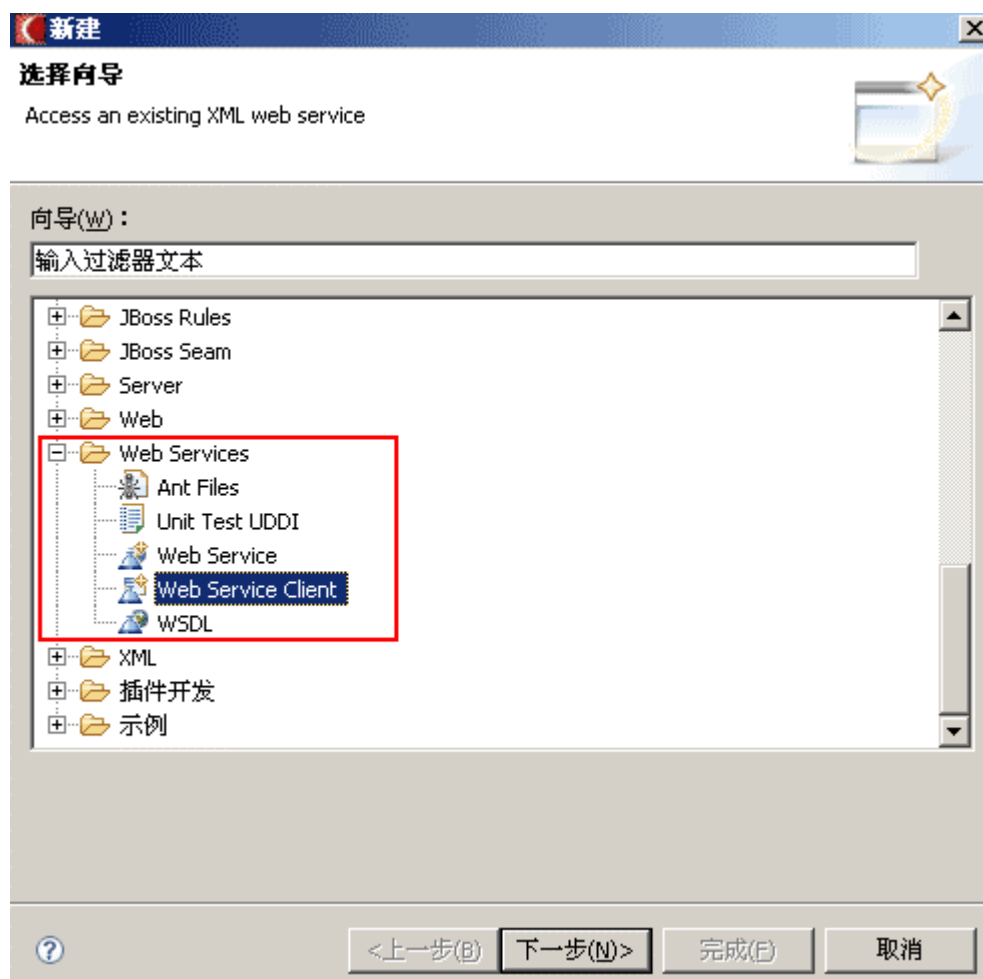 新建
选择向导
Access an existing XML web service
向导(W):
输入过滤器文本
JBoss Rules
JBoss Seam
Server
Web
Web Services
Ant Files
Unit Test UDDI
Web Service
Web Service Client
WSDL
XML
插件开发
示例
<上一步(B) 下一步(N)> 完成(F) 取消